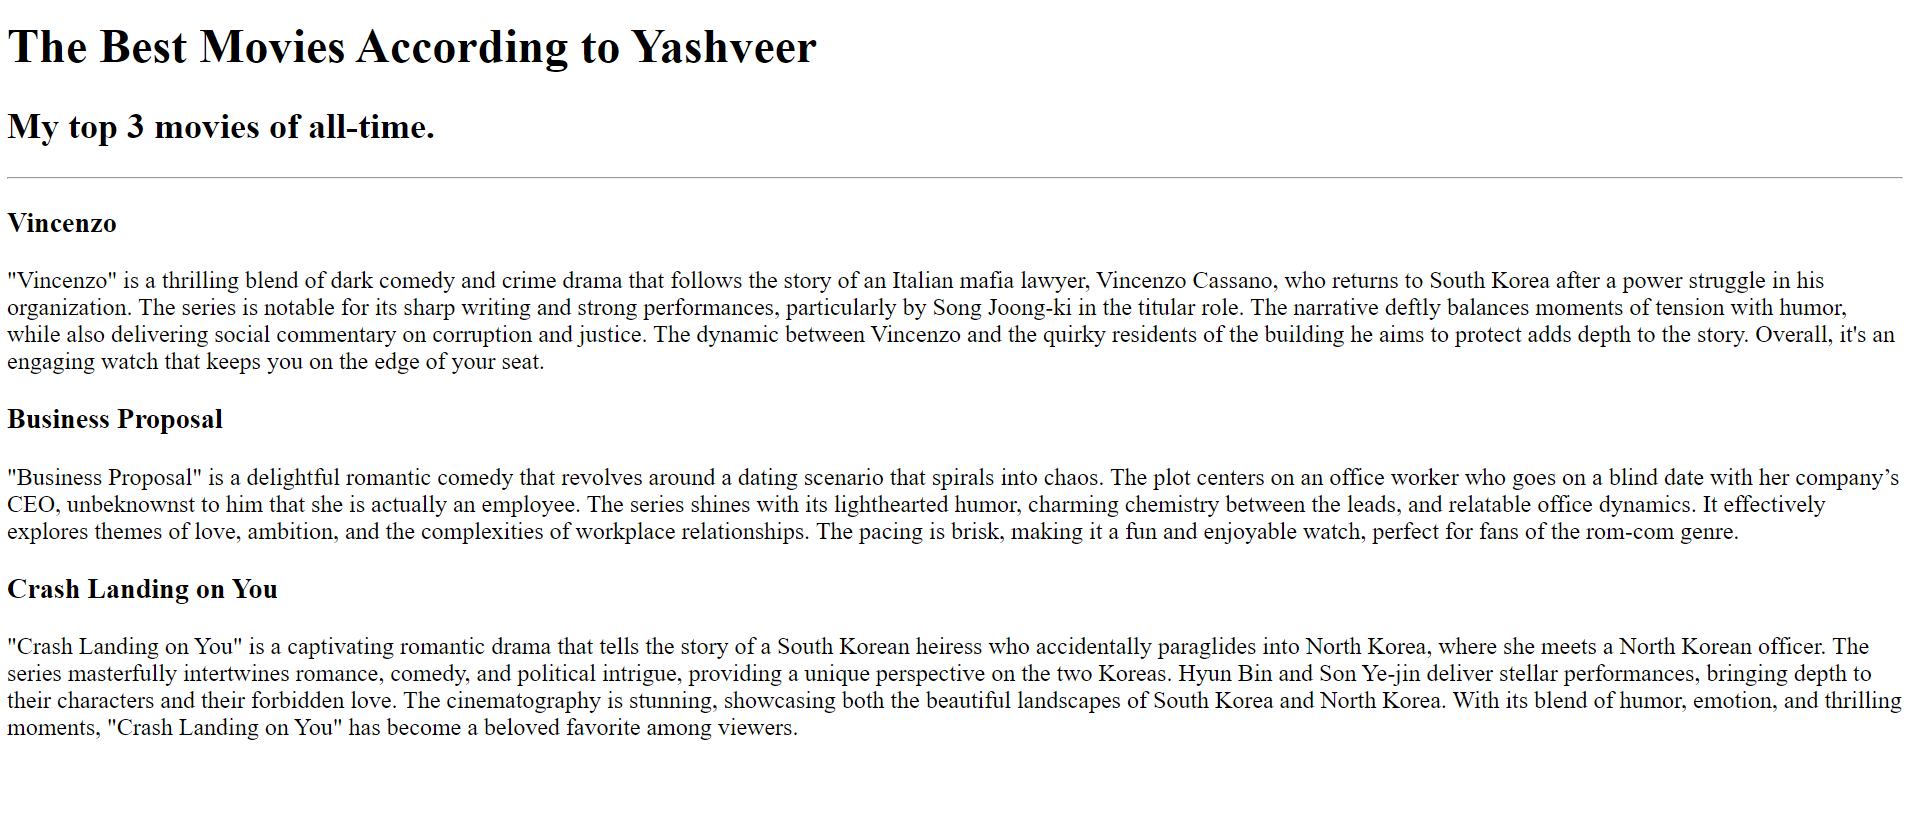 The Best Movies According to Yashveer
My top 3 movies of all-time.
Vincenzo
"Vincenzo" is a thrilling blend of dark comedy and crime drama that follows the story of an Italian mafia lawyer, Vincenzo Cassano, who returns to South Korea after a power struggle in his
organization. The series is notable for its sharp writing and strong performances, particularly by Song Joong-ki in the titular role. The narrative deftly balances moments of tension with humor,
while also delivering social commentary on corruption and justice. The dynamic between Vincenzo and the quirky residents of the building he aims to protect adds depth to the story. Overall, it's an
engaging watch that keeps you on the edge of your seat.
Business Proposal
"Business Proposal" is a delightful romantic comedy that revolves around a dating scenario that spirals into chaos. The plot centers on an office worker who goes on a blind date with her company’s
CEO, unbeknownst to him that she is actually an employee. The series shines with its lighthearted humor, charming chemistry between the leads, and relatable office dynamics. It effectively
explores themes of love, ambition, and the complexities of workplace relationships. The pacing is brisk, making it a fun and enjoyable watch, perfect for fans of the rom-com genre.
Crash Landing on You
"Crash Landing on You" is a captivating romantic drama that tells the story of a South Korean heiress who accidentally paraglides into North Korea, where she meets a North Korean officer. The
series masterfully intertwines romance, comedy, and political intrigue, providing a unique perspective on the two Koreas. Hyun Bin and Son Ye-jin deliver stellar performances, bringing depth to
their characters and their forbidden love. The cinematography is stunning, showcasing both the beautiful landscapes of South Korea and North Korea. With its blend of humor, emotion, and thrilling
moments, "Crash Landing on You" has become a beloved favorite among viewers.